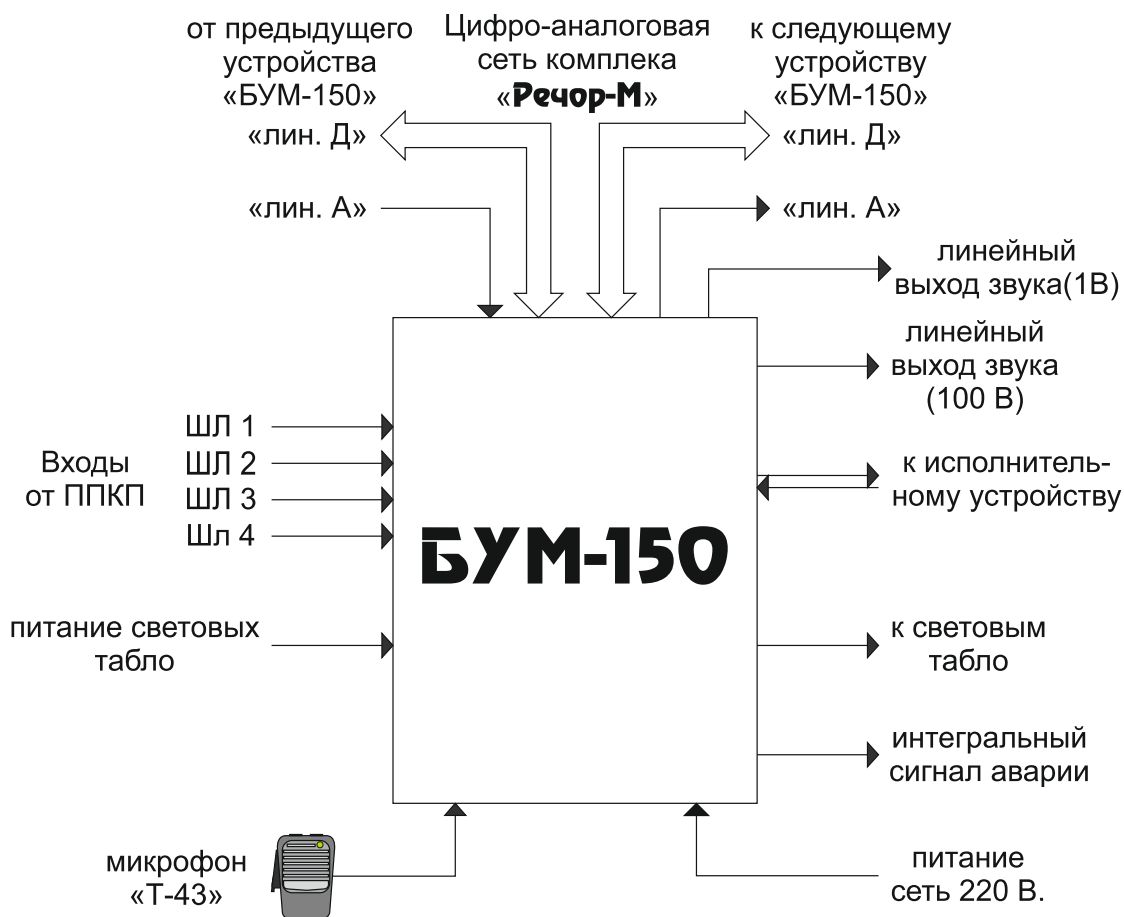 от предыдущего
устройства
«БУМ-150»
«лин. Д»
«лин. А»
Цифро-аналоговая
сеть комплека
«Речор-М»
к следующему
устройству
«БУМ-150»
«лин. Д»
«лин. А»
линейный
выход звука(1В)
линейный
выход звука
(100 В)
Входы
от ППКП
ШЛ 1
ШЛ 2
ШЛ 3
Шл 4
к исполнитель-
ному устройству
БУМ-150
питание световых
табло
к световым
табло
интегральный
сигнал аварии
микрофон
«Т-43»
питание
сеть 220 В.